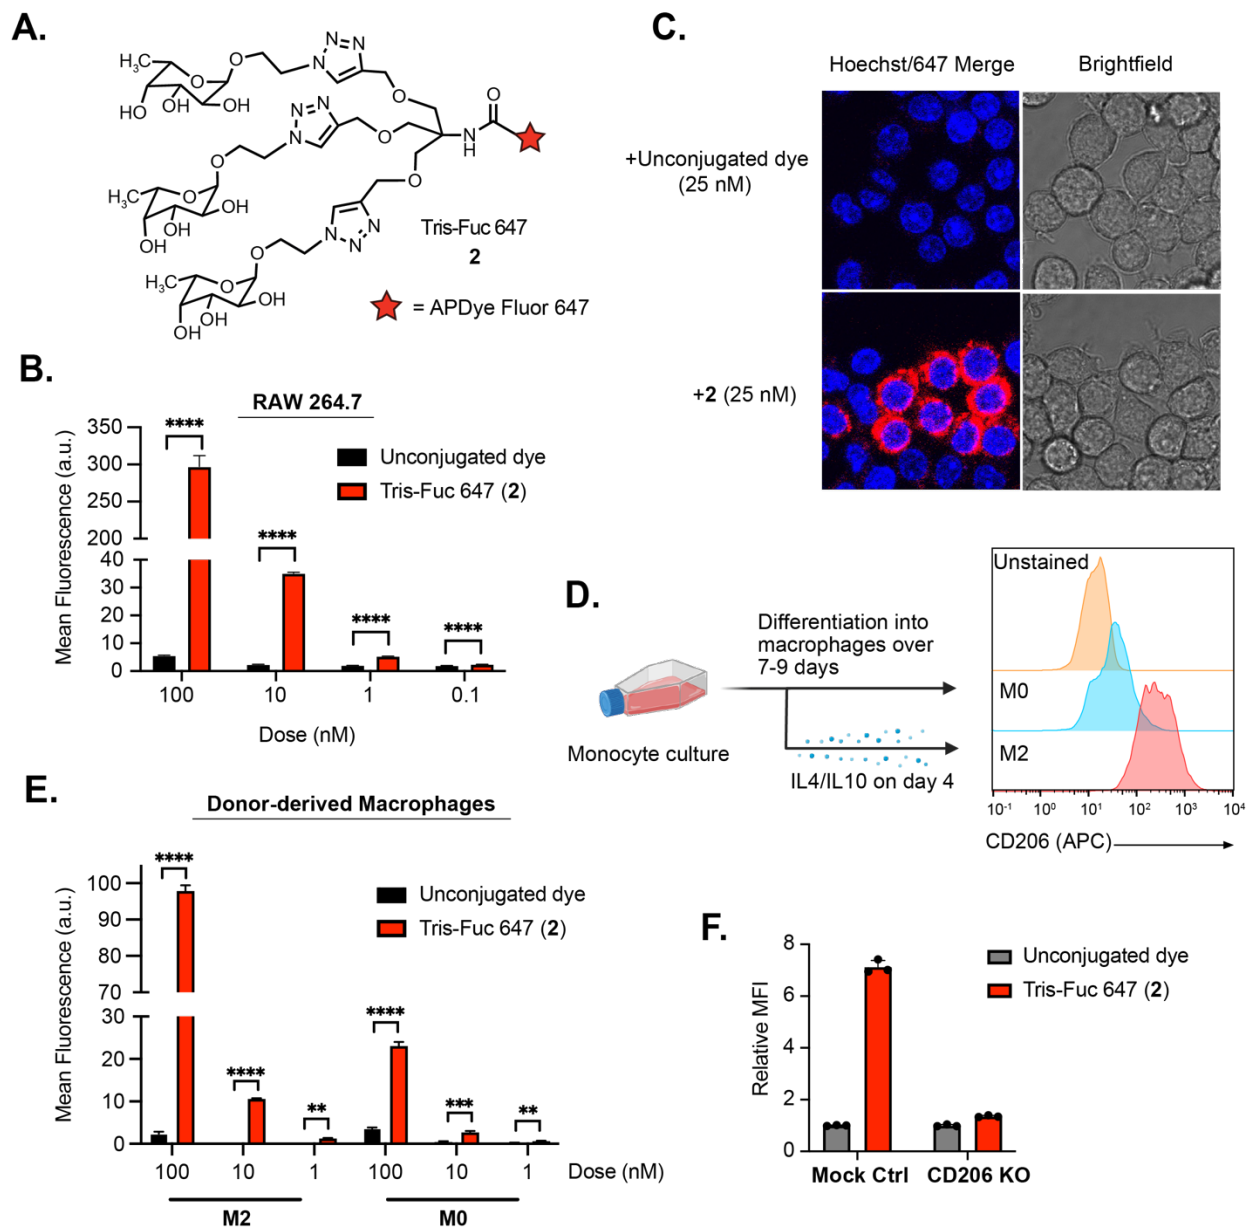 A.
H₃C
O
O
OH
OH
OH
N
N
N
O
H₃C
O
O
OH
OH
OH
N
N
N
O
H₃C
O
O
OH
OH
OH
N
N
N
O
N
H
O
Tris-Fuc 647
2
= APDye Fluor 647
B.
RAW 264.7
Unconjugated dye
Tris-Fuc 647 (2)
Mean Fluorescence (a.u.)
350
300
250
200
40
30
20
10
0
****
****
****
****
100
10
1
0.1
Dose (nM)
C.
Hoechst/647 Merge
Brightfield
+Unconjugated dye
(25 nM)
+2 (25 nM)
D.
Monocyte culture
Differentiation into
macrophages over
7-9 days
IL4/IL10 on day 4
Unstained
M0
M2
10⁻¹
10⁰
10¹
10²
10³
10⁴
CD206 (APC)
E.
Donor-derived Macrophages
Unconjugated dye
Tris-Fuc 647 (2)
Mean Fluorescence (a.u.)
100
90
80
70
30
20
10
0
****
****
**
****
***
**
100
10
1
100
10
1
Dose (nM)
M2
M0
F.
Unconjugated dye
Tris-Fuc 647 (2)
Relative MFI
8
6
4
2
0
Mock Ctrl
CD206 KO